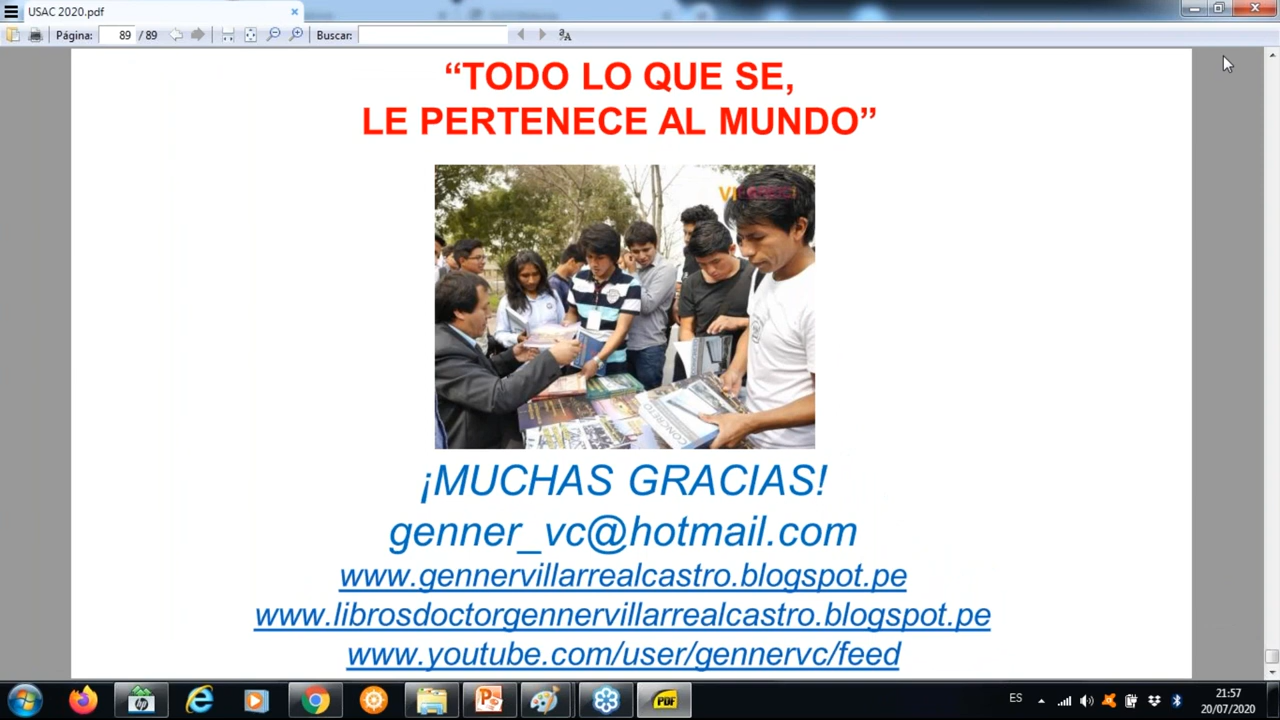 USAC 2020.pdf
Página: 89 / 89 Buscar:
“TODO LO QUE SE,
LE PERTENECE AL MUNDO”
CONCRETO
¡MUCHAS GRACIAS!
genner_vc@hotmail.com
www.gennervillarrealcastro.blogspot.pe
www.librosdoctorgennervillarrealcastro.blogspot.pe
www.youtube.com/user/gennervc/feed
PDF
ES
21:57
20/07/2020